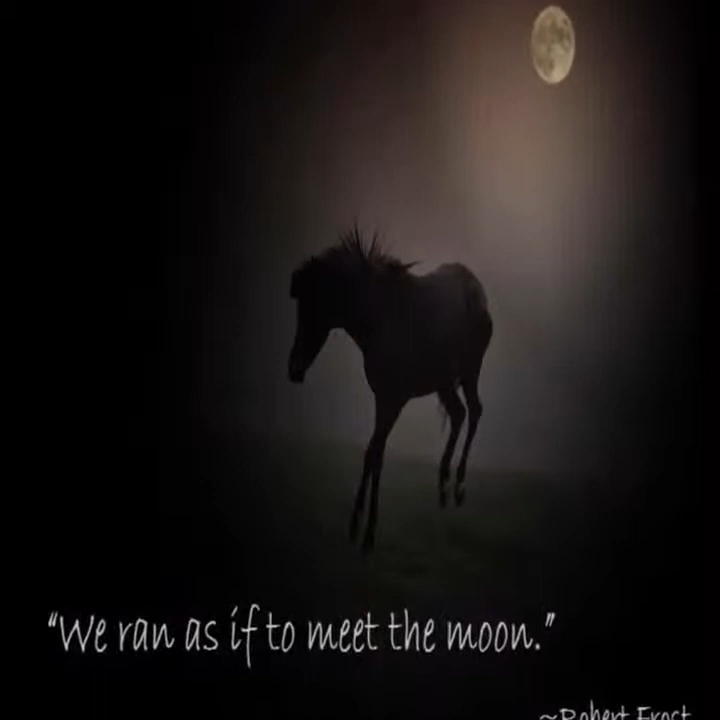 “We ran as if to meet the moon.”
~Robert Frost